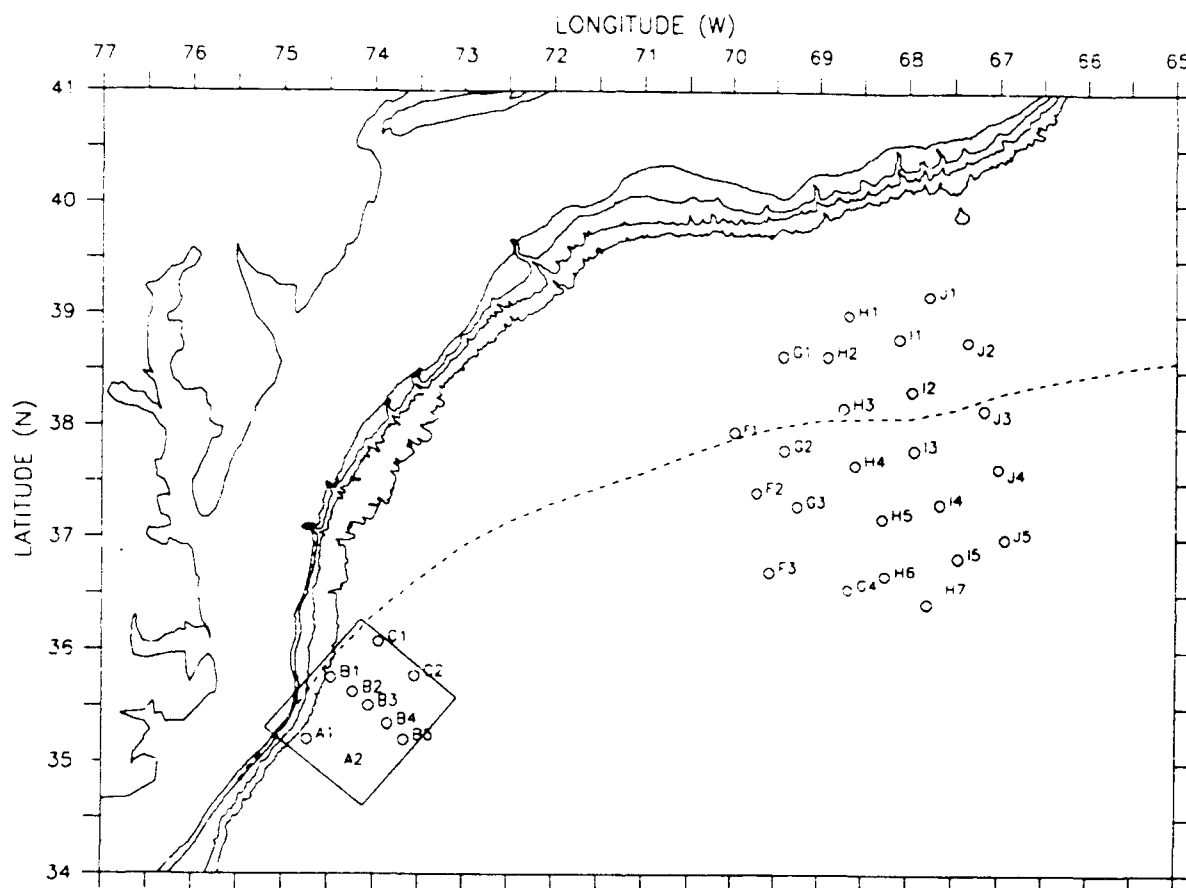 LONGITUDE (W)
77 76 75 74 73 72 71 70 69 68 67 66 65
LATITUDE (N)
41
40
39
38
37
36
35
34
J1
H1
I1
J2
G1 H2
I2
H3
J3
F1
G2 I3
H4
J4
F2
G3 I4
H5
J5
I5
F3 H6
G4 H7
C1
B1 C2
B2
B3
B4
A1 B5
A2